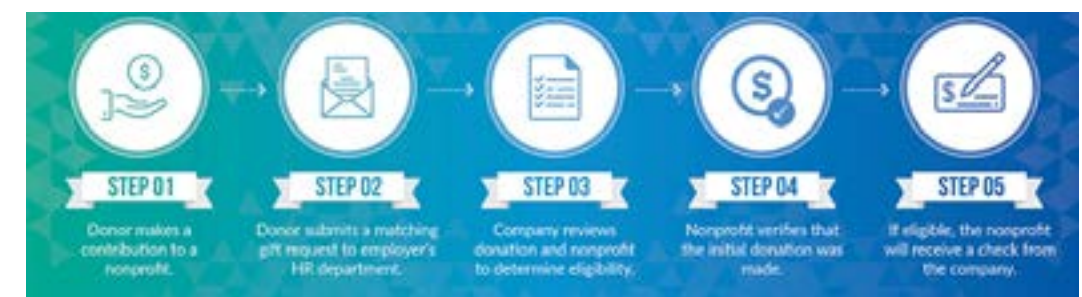 STEP 01
Donor makes a
contribution to a
nonprofit.
STEP 02
Donor submits a matching
gift request to employer's
HR department.
STEP 03
Company reviews
donation and nonprofit
to determine eligibility.
STEP 04
Nonprofit verifies that
the initial donation was
made.
STEP 05
If eligible, the nonprofit
will receive a check from
the company.